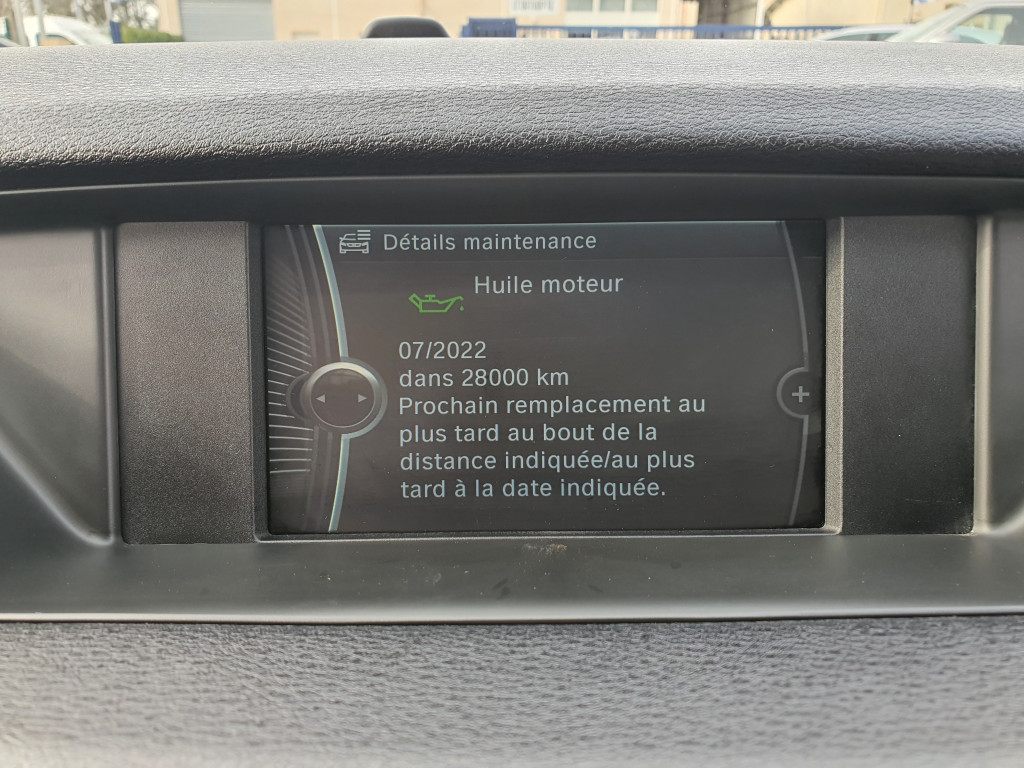 Détails maintenance
Huile moteur
07/2022
dans 28000 km
Prochain remplacement au
plus tard au bout de la
distance indiquée/au plus
tard à la date indiquée.